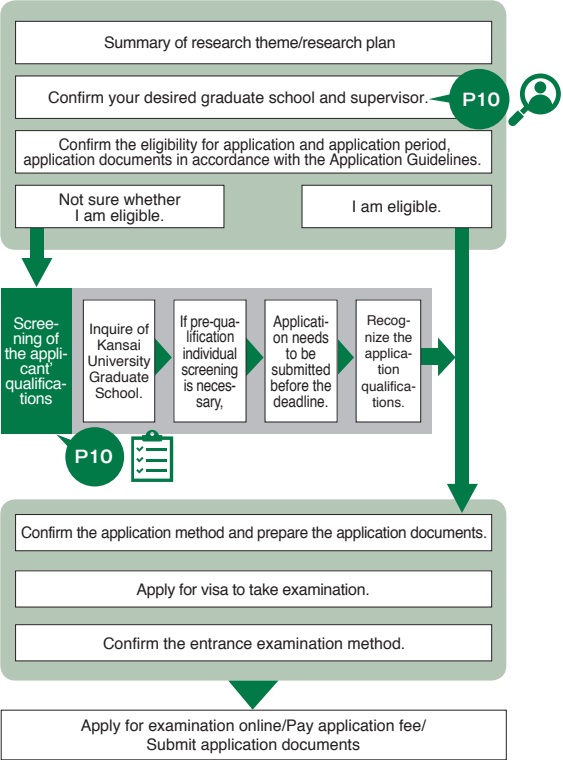 Summary of research theme/research plan
Confirm your desired graduate school and supervisor.
P10
Confirm the eligibility for application and application period,
application documents in accordance with the Application Guidelines.
Not sure whether
I am eligible.
I am eligible.
Scree-
ning of
the appli-
cant'
qualifica-
tions
Inquire of
Kansai
University
Graduate
School.
If pre-qua-
lification
individual
screening
is neces-
sary,
Applicati-
on needs
to be
submitted
before the
deadline.
Recog-
nize the
applica-
tion
qualifica-
tions.
P10
Confirm the application method and prepare the application documents.
Apply for visa to take examination.
Confirm the entrance examination method.
Apply for examination online/Pay application fee/
Submit application documents